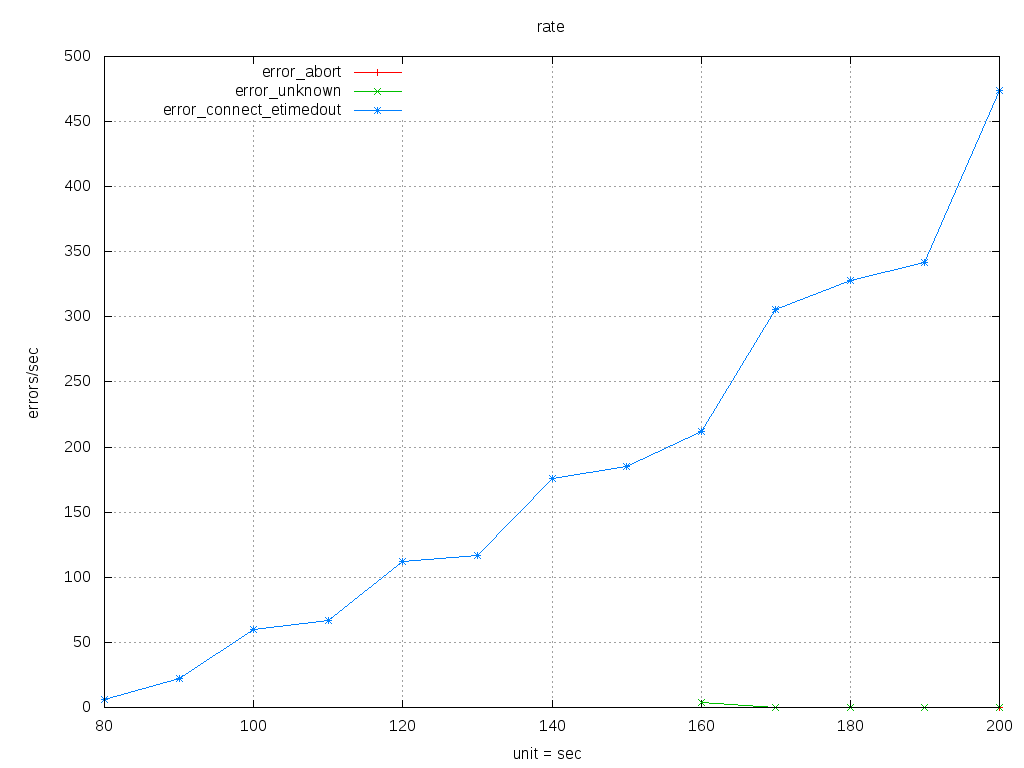 rate
error_abort
error_unknown
error_connect_etimedout
500
450
400
350
300
250
200
150
100
50
0
errors/sec
80 100 120 140 160 180 200
unit = sec